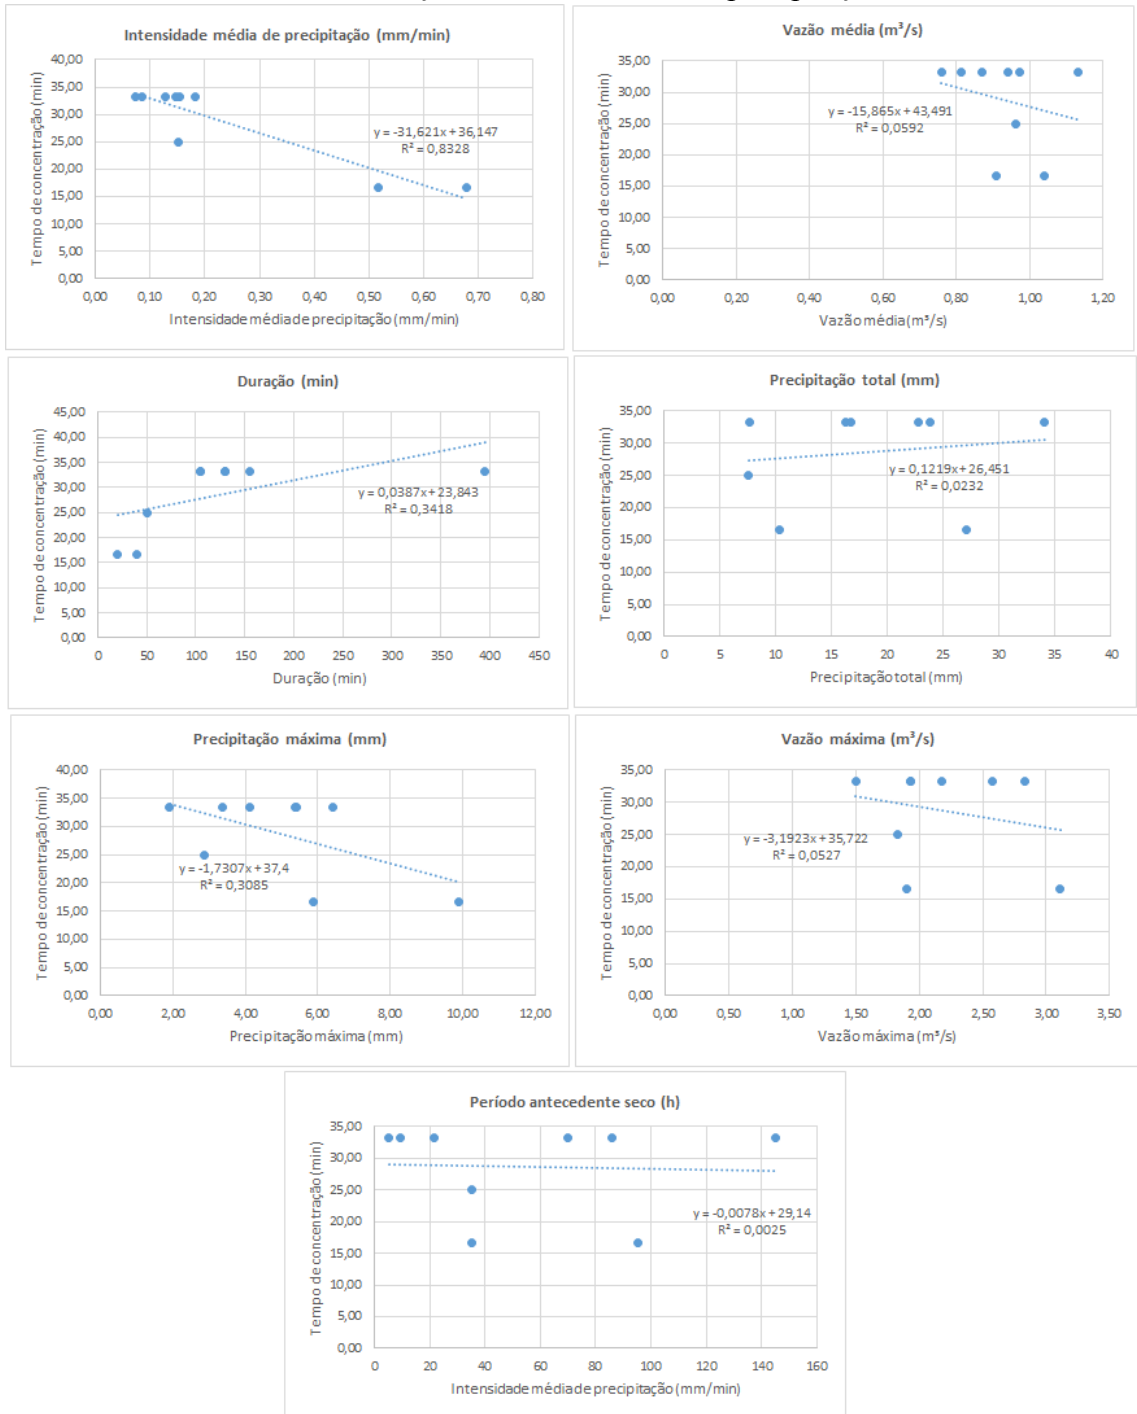 Intensidade média de precipitação (mm/min)
Tempo de concentração (min)
40,00
35,00
30,00
25,00
20,00
15,00
10,00
5,00
0,00
y = -31,621x + 36,147
R² = 0,8328
0,00 0,10 0,20 0,30 0,40 0,50 0,60 0,70 0,80
Intensidade média de precipitação (mm/min)
Vazão média (m³/s)
Tempo de concentração (min)
35,00
30,00
25,00
20,00
15,00
10,00
5,00
0,00
y = -15,865x + 43,491
R² = 0,0592
0,00 0,20 0,40 0,60 0,80 1,00 1,20
Vazão média (m³/s)
Duração (min)
Tempo de concentração (min)
45,00
40,00
35,00
30,00
25,00
20,00
15,00
10,00
5,00
0,00
y = 0,0387x + 23,843
R² = 0,3418
0 50 100 150 200 250 300 350 400 450
Duração (min)
Precipitação total (mm)
Tempo de concentração (min)
35,00
30,00
25,00
20,00
15,00
10,00
5,00
0,00
y = 0,1219x + 26,451
R² = 0,0232
0 5 10 15 20 25 30 35 40
Precipitação total (mm)
Precipitação máxima (mm)
Tempo de concentração (min)
40,00
35,00
30,00
25,00
20,00
15,00
10,00
5,00
0,00
y = -1,7307x + 37,4
R² = 0,3085
0,00 2,00 4,00 6,00 8,00 10,00 12,00
Precipitação máxima (mm)
Vazão máxima (m³/s)
Tempo de concentração (min)
35,00
30,00
25,00
20,00
15,00
10,00
5,00
0,00
y = -3,1923x + 35,722
R² = 0,0527
0,00 0,50 1,00 1,50 2,00 2,50 3,00 3,50
Vazão máxima (m³/s)
Período antecedente seco (h)
Tempo de concentração (min)
35,00
30,00
25,00
20,00
15,00
10,00
5,00
0,00
y = -0,0078x + 29,14
R² = 0,0025
0 20 40 60 80 100 120 140 160
Intensidade média de precipitação (mm/min)